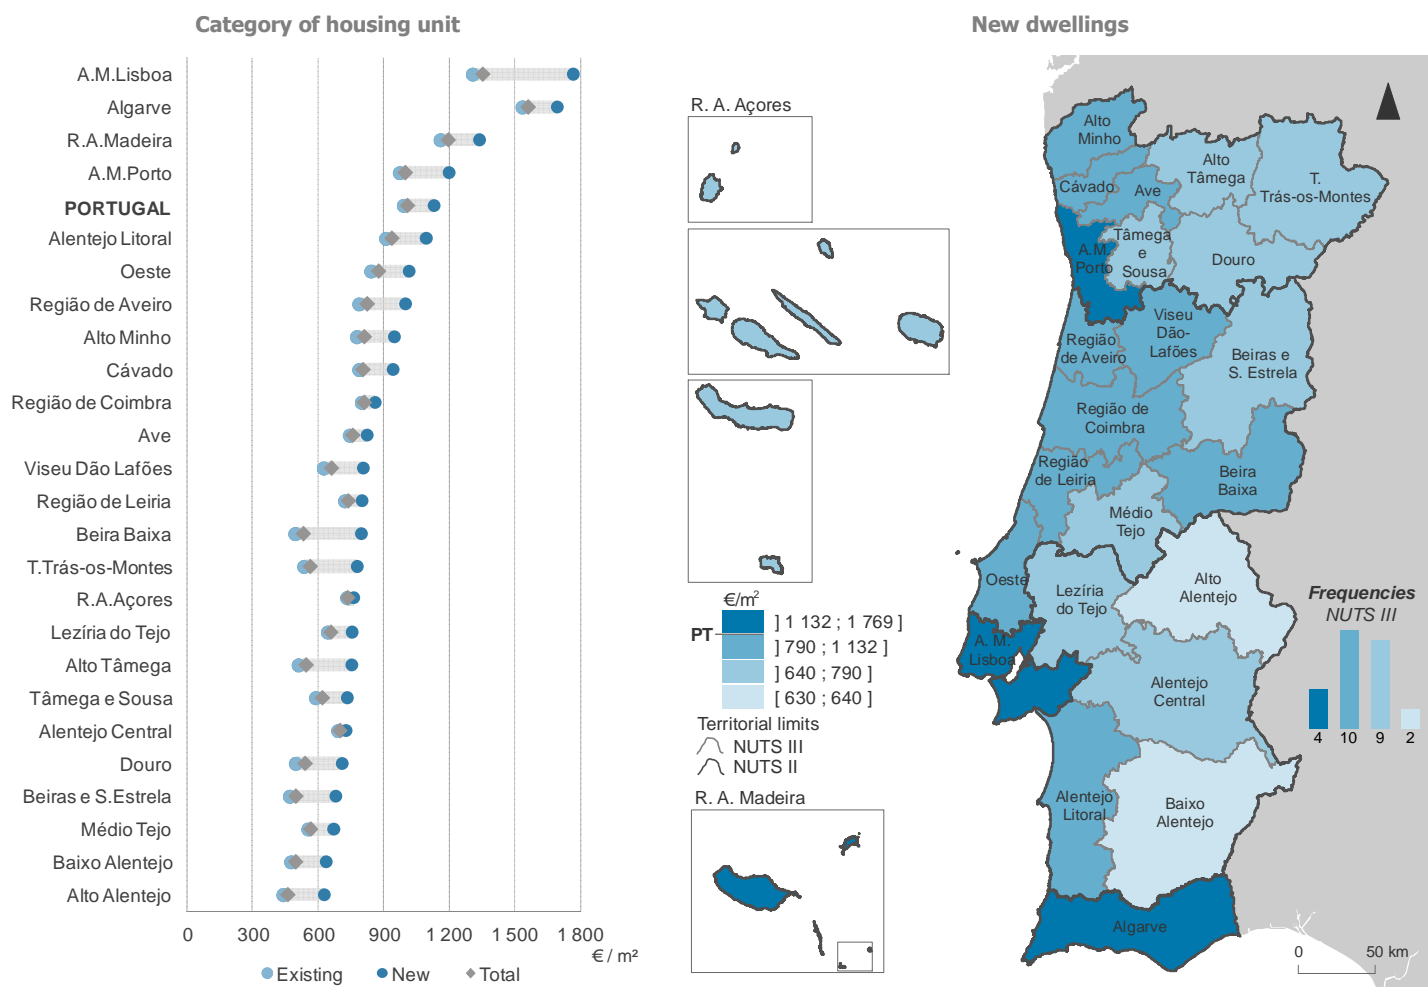 Category of housing unit
A.M.Lisboa
Algarve
R.A.Madeira
A.M.Porto
PORTUGAL
Alentejo Litoral
Oeste
Região de Aveiro
Alto Minho
Cávado
Região de Coimbra
Ave
Viseu Dão Lafões
Região de Leiria
Beira Baixa
T.Trás-os-Montes
R.A.Açores
Lezíria do Tejo
Alto Tâmega
Tâmega e Sousa
Alentejo Central
Douro
Beiras e S.Estrela
Médio Tejo
Baixo Alentejo
Alto Alentejo
0 300 600 900 1 200 1 500 1 800
€ / m²
Existing New Total
New dwellings
R. A. Açores
€/m²
PT
] 1 132 ; 1 769 ]
] 790 ; 1 132 ]
] 640 ; 790 ]
[ 630 ; 640 ]
Territorial limits
NUTS III
NUTS II
R. A. Madeira
Alto
Minho
Cávado
Ave
Alto
Tâmega
T.
Trás-os-Montes
A.M.
Porto
Tâmega
e
Sousa
Douro
Região
de Aveiro
Viseu
Dão-
Lafões
Beiras e
S. Estrela
Região de
Coimbra
Região
de Leiria
Beira
Baixa
Médio
Tejo
Oeste
Lezíria
do Tejo
Alto
Alentejo
A. M.
Lisboa
Alentejo
Central
Alentejo
Litoral
Baixo
Alentejo
Algarve
Frequencies
NUTS III
4 10 9 2
0 50 km